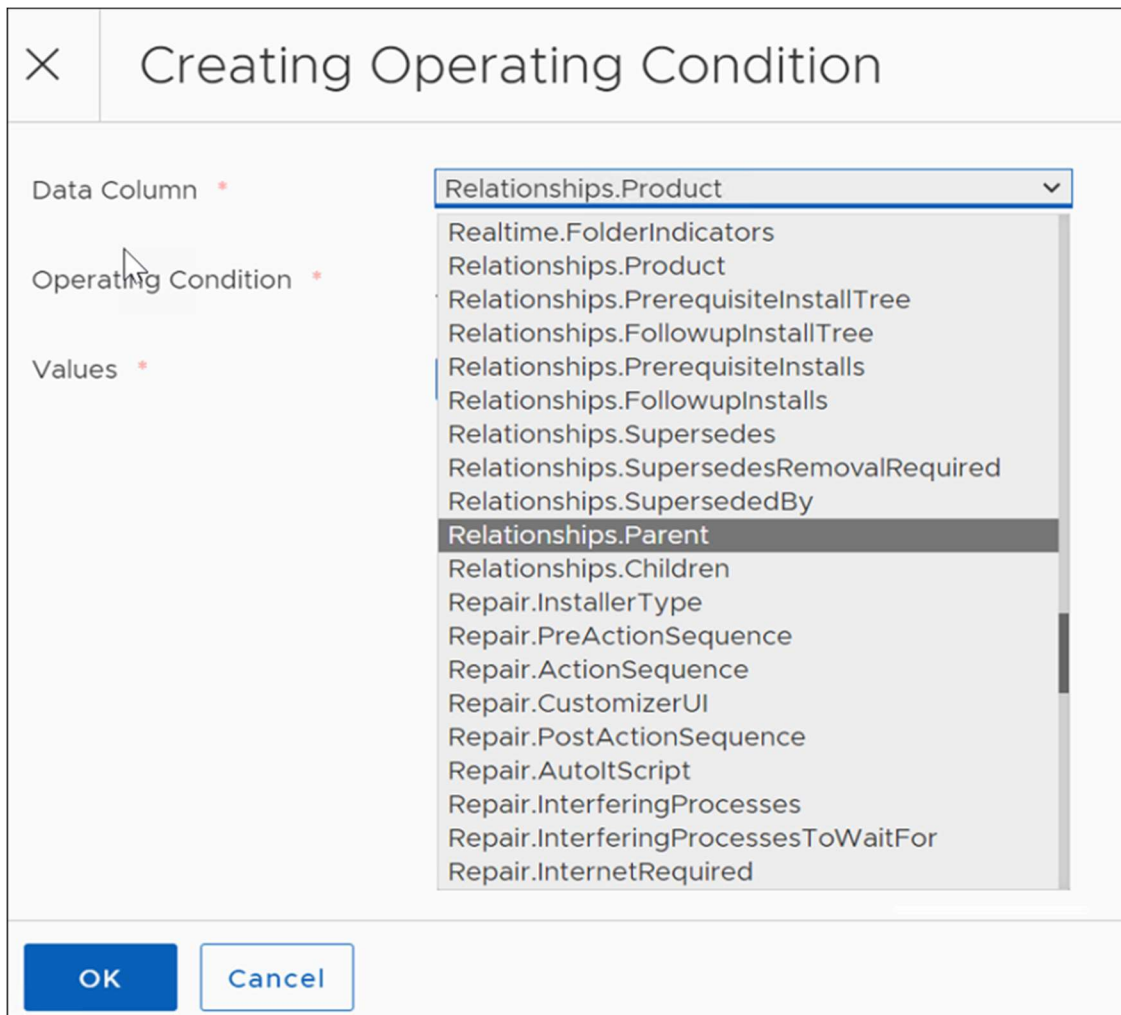 Creating Operating Condition
Data Column *
Relationships.Product
Realtime.FolderIndicators
Relationships.Product
Operating Condition *
Relationships.PrerequisiteInstallTree
Relationships.FollowupInstallTree
Values *
Relationships.PrerequisiteInstalls
Relationships.FollowupInstalls
Relationships.Supersedes
Relationships.SupersedesRemovalRequired
Relationships.SupersededBy
Relationships.Parent
Relationships.Children
Repair.InstallerType
Repair.PreActionSequence
Repair.ActionSequence
Repair.CustomizerUI
Repair.PostActionSequence
Repair.AutoItScript
Repair.InterferingProcesses
Repair.InterferingProcessesToWaitFor
Repair.InternetRequired
OK
Cancel